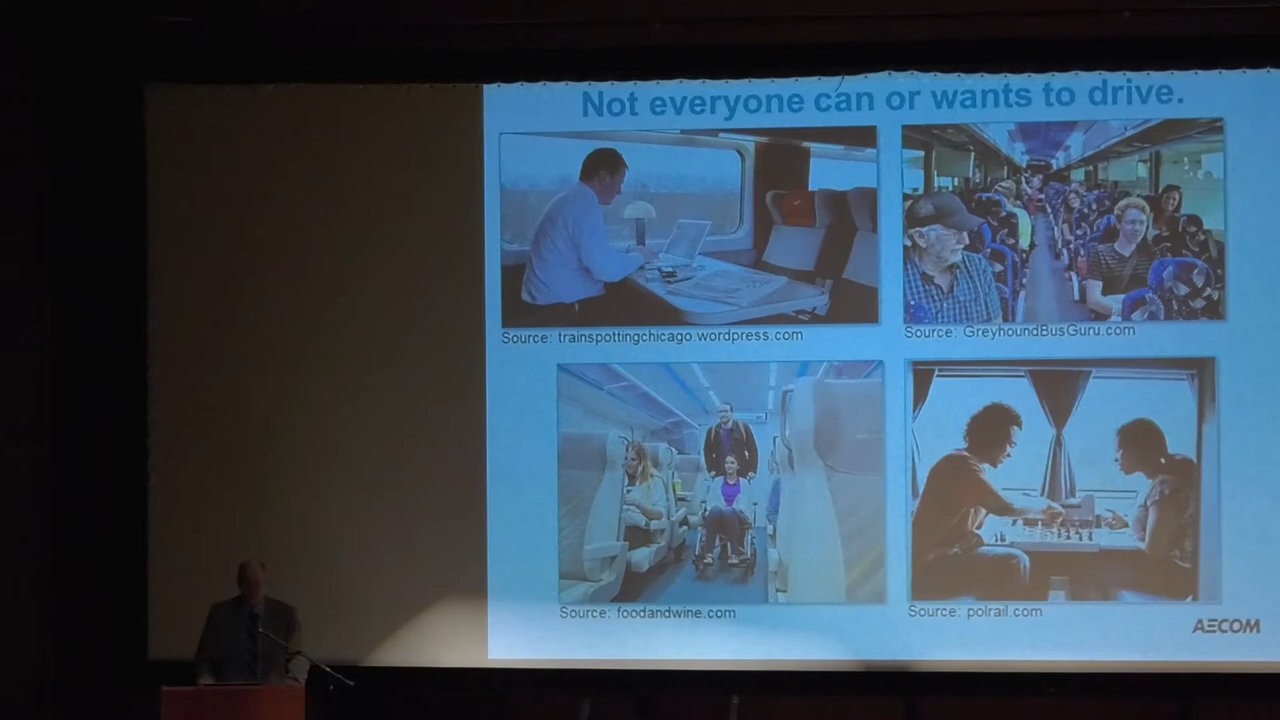 Not everyone can or wants to drive.
Source: trainspottingchicago.wordpress.com
Source: GreyhoundBusGuru.com
Source: foodandwine.com
Source: polrail.com
AECOM